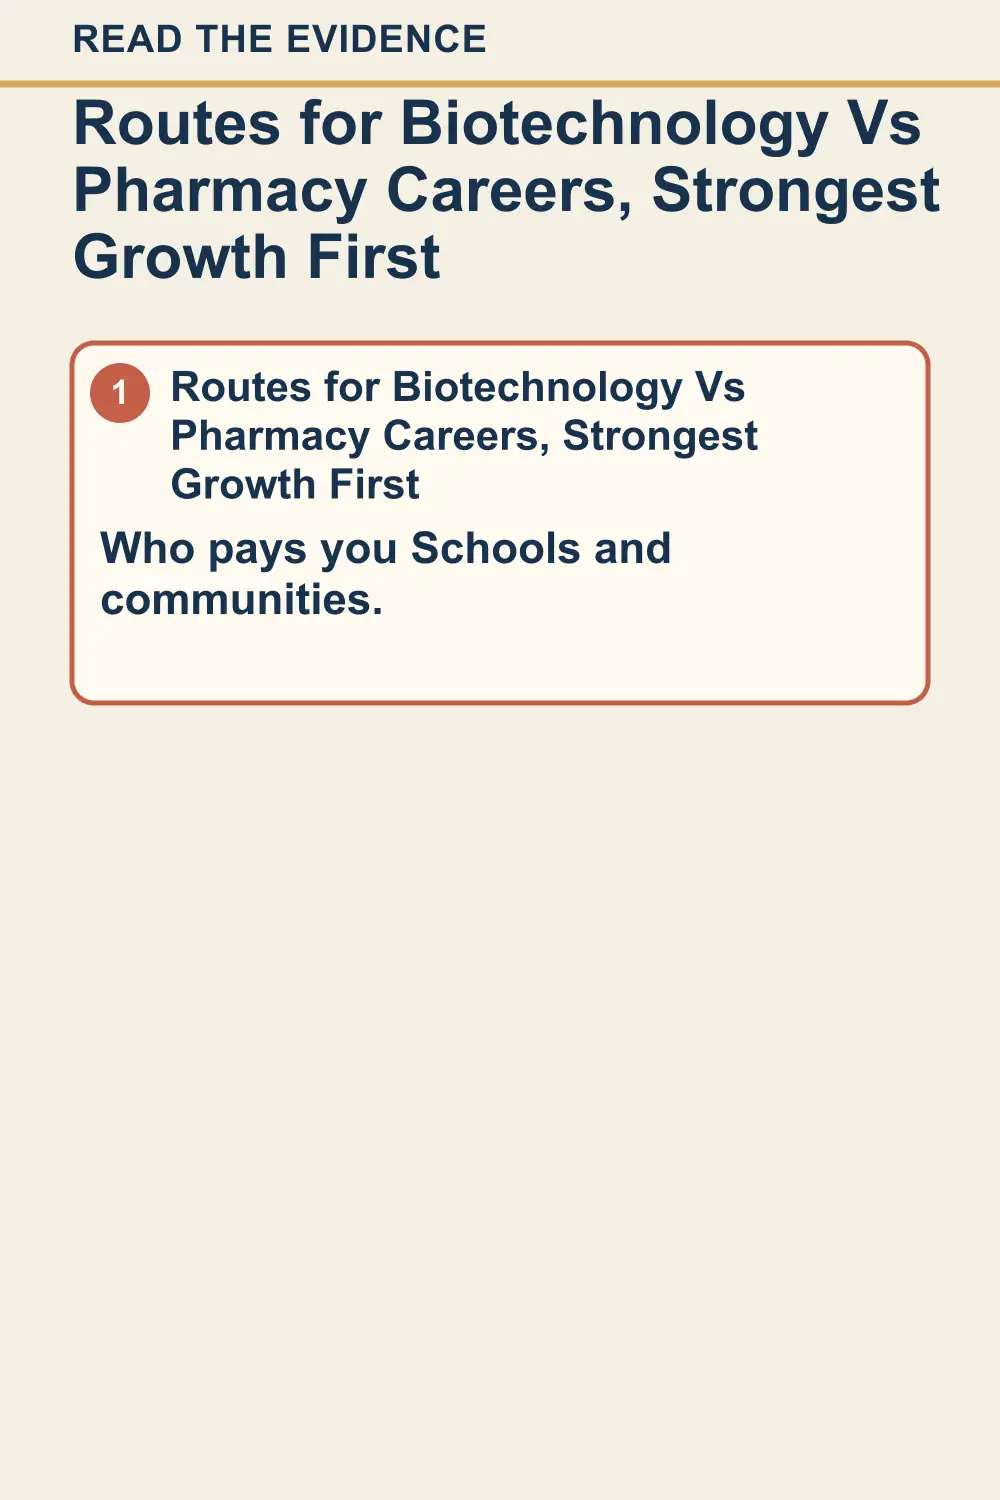 READ THE EVIDENCE
Routes for Biotechnology Vs
Pharmacy Careers, Strongest
Growth First
1
Routes for Biotechnology Vs
Pharmacy Careers, Strongest
Growth First
Who pays you Schools and
communities.